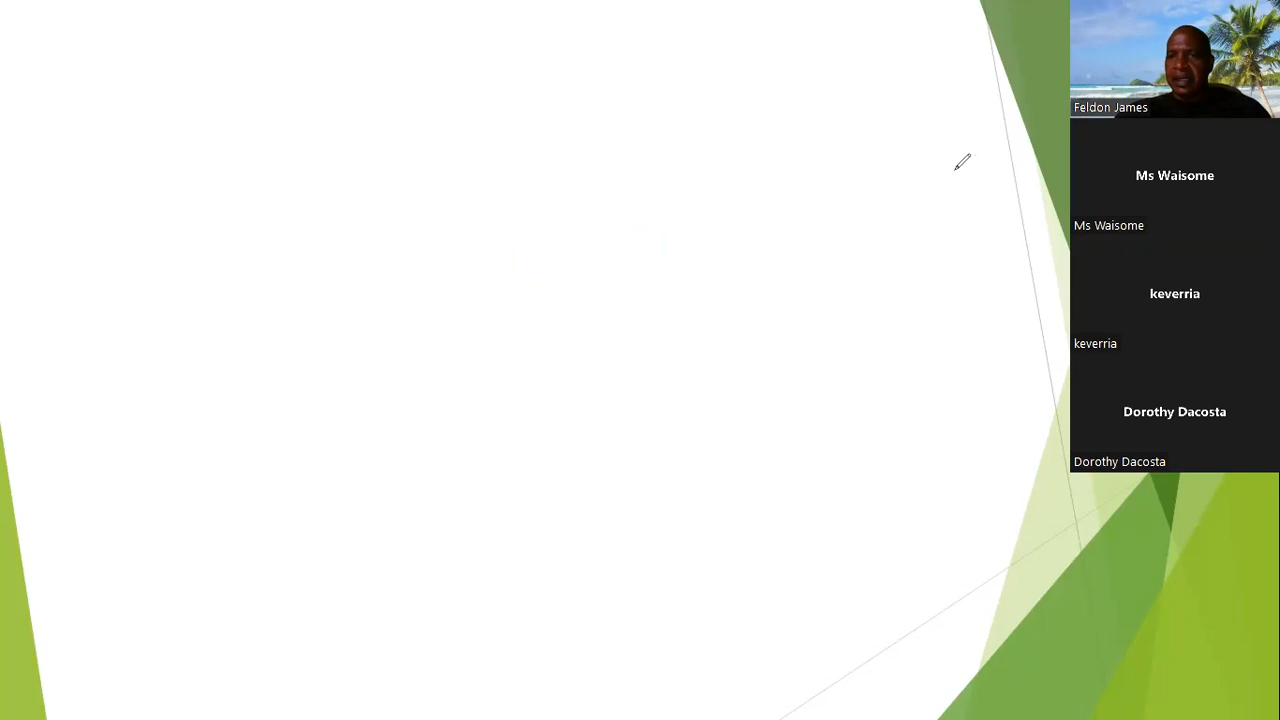 Feldon James
Ms Waisome
Ms Waisome
keverria
keverria
Dorothy Dacosta
Dorothy Dacosta